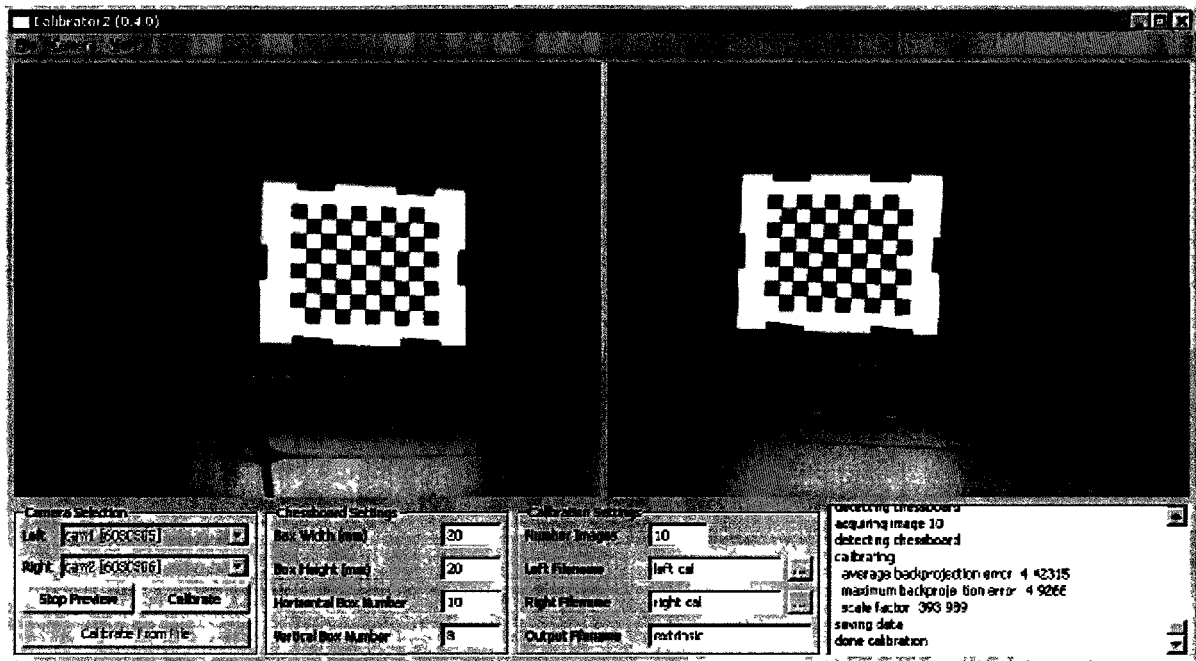 Calibrator2 (0.4.0)
Camera Selection
Left cam1 [6030S05]
Right cam2 [6030S06]
Stop Preview Calibrate
Calibrate From File
Chessboard Settings
Box Width (mm) 20
Box Height (mm) 20
Horizontal Box Number 10
Vertical Box Number 8
Calibration Settings
Number Images 10
Left Filename left cal
Right Filename right cal
Output Filename extrinsic
detecting chessboard
acquiring image 10
detecting chessboard
calibrating
average backprojection error 4 42315
maximum backprojection error 4 9266
scale factor 393 989
saving data
done calibration